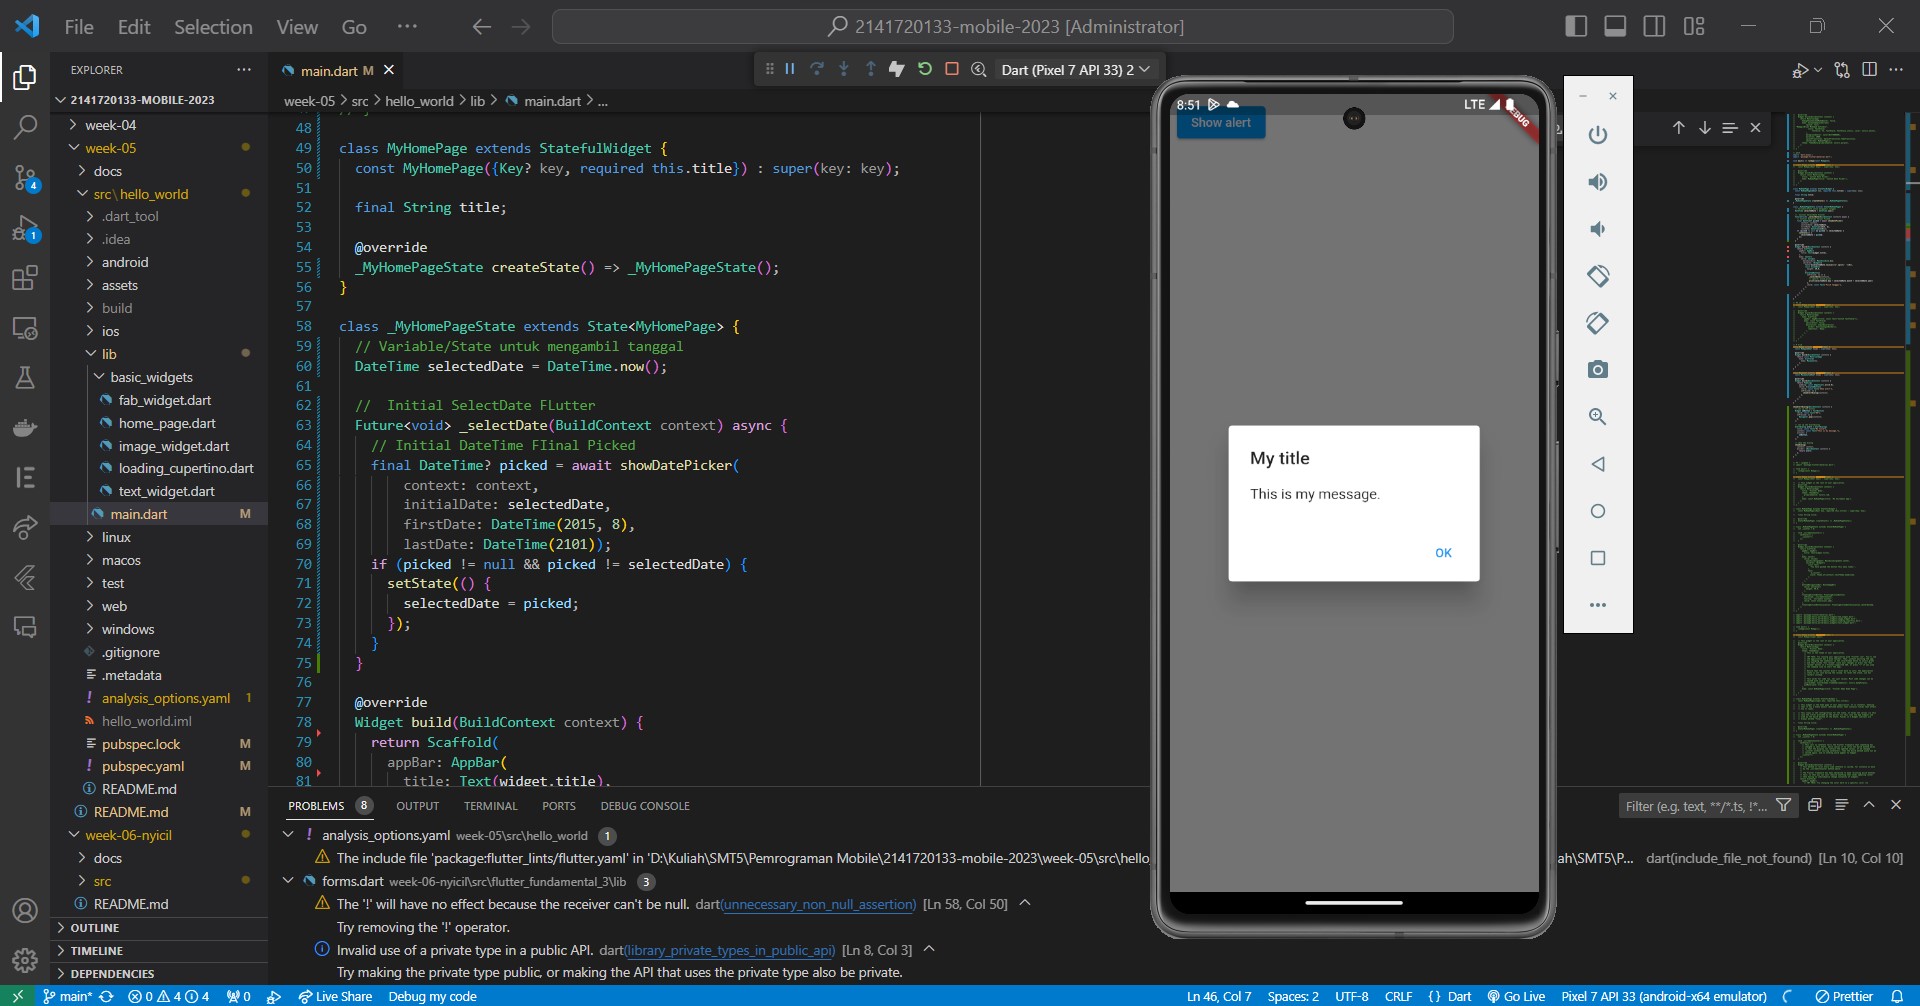 File Edit Selection View Go ···
2141720133-mobile-2023 [Administrator]
EXPLORER
2141720133-MOBILE-2023
week-04
week-05
docs
src\hello_world
.dart_tool
.idea
android
assets
build
ios
lib
basic_widgets
fab_widget.dart
home_page.dart
image_widget.dart
loading_cupertino.dart
text_widget.dart
main.dart M
linux
macos
test
web
windows
.gitignore
.metadata
analysis_options.yaml 1
hello_world.iml
pubspec.lock M
pubspec.yaml M
README.md
README.md M
week-06-nyicil
docs
src
README.md
OUTLINE
TIMELINE
DEPENDENCIES
4
1
main.dart M
Dart (Pixel 7 API 33) 2
week-05 > src > hello_world > lib > main.dart > ...
48
49 class MyHomePage extends StatefulWidget {
50 const MyHomePage({Key? key, required this.title}) : super(key: key);
51
52 final String title;
53
54 @override
55 _MyHomePageState createState() => _MyHomePageState();
56 }
57
58 class _MyHomePageState extends State<MyHomePage> {
59 // Variable/State untuk mengambil tanggal
60 DateTime selectedDate = DateTime.now();
61
62 //  Initial SelectDate FLutter
63 Future<void> _selectDate(BuildContext context) async {
64 // Initial DateTime FIinal Picked
65 final DateTime? picked = await showDatePicker(
66 context: context,
67 initialDate: selectedDate,
68 firstDate: DateTime(2015, 8),
69 lastDate: DateTime(2101));
70 if (picked != null && picked != selectedDate) {
71 setState(() {
72 selectedDate = picked;
73 });
74 }
75 }
76
77 @override
78 Widget build(BuildContext context) {
79 return Scaffold(
80 appBar: AppBar(
81 title: Text(widget.title),
8:51 LTE
DEBUG
Show alert
My title
This is my message.
OK
PROBLEMS 8 OUTPUT TERMINAL PORTS DEBUG CONSOLE
Filter (e.g. text, **/*.ts, !*...
analysis_options.yaml week-05\src\hello_world 1
The include file 'package:flutter_lints/flutter.yaml' in 'D:\Kuliah\SMT5\Pemrograman Mobile\2141720133-mobile-2023\week-05\src\hello
ah\SMT5\P... dart(include_file_not_found) [Ln 10, Col 10]
forms.dart week-06-nyicil\src\flutter_fundamental_3\lib 3
The '!' will have no effect because the receiver can't be null. dart(unnecessary_non_null_assertion) [Ln 58, Col 50]
Try removing the '!' operator.
Invalid use of a private type in a public API. dart(library_private_types_in_public_api) [Ln 8, Col 3]
Try making the private type public, or making the API that uses the private type also be private.
main* 0 4 4 0 Live Share Debug my code
Ln 46, Col 7 Spaces: 2 UTF-8 CRLF {} Dart Go Live Pixel 7 API 33 (android-x64 emulator) Prettier